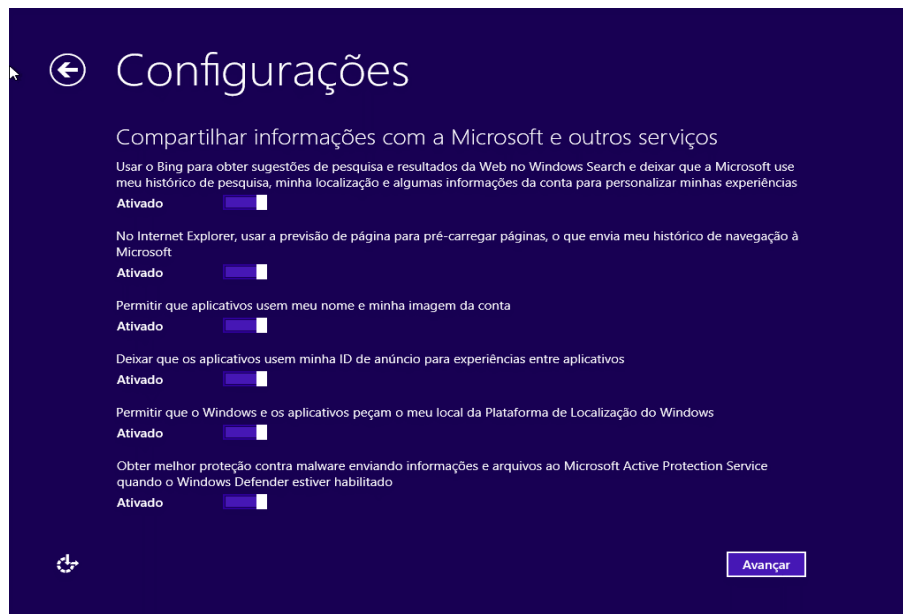 Configurações
Compartilhar informações com a Microsoft e outros serviços
Usar o Bing para obter sugestões de pesquisa e resultados da Web no Windows Search e deixar que a Microsoft use
meu histórico de pesquisa, minha localização e algumas informações da conta para personalizar minhas experiências
Ativado
No Internet Explorer, usar a previsão de página para pré-carregar páginas, o que envia meu histórico de navegação à
Microsoft
Ativado
Permitir que aplicativos usem meu nome e minha imagem da conta
Ativado
Deixar que os aplicativos usem minha ID de anúncio para experiências entre aplicativos
Ativado
Permitir que o Windows e os aplicativos peçam o meu local da Plataforma de Localização do Windows
Ativado
Obter melhor proteção contra malware enviando informações e arquivos ao Microsoft Active Protection Service
quando o Windows Defender estiver habilitado
Ativado
Avançar